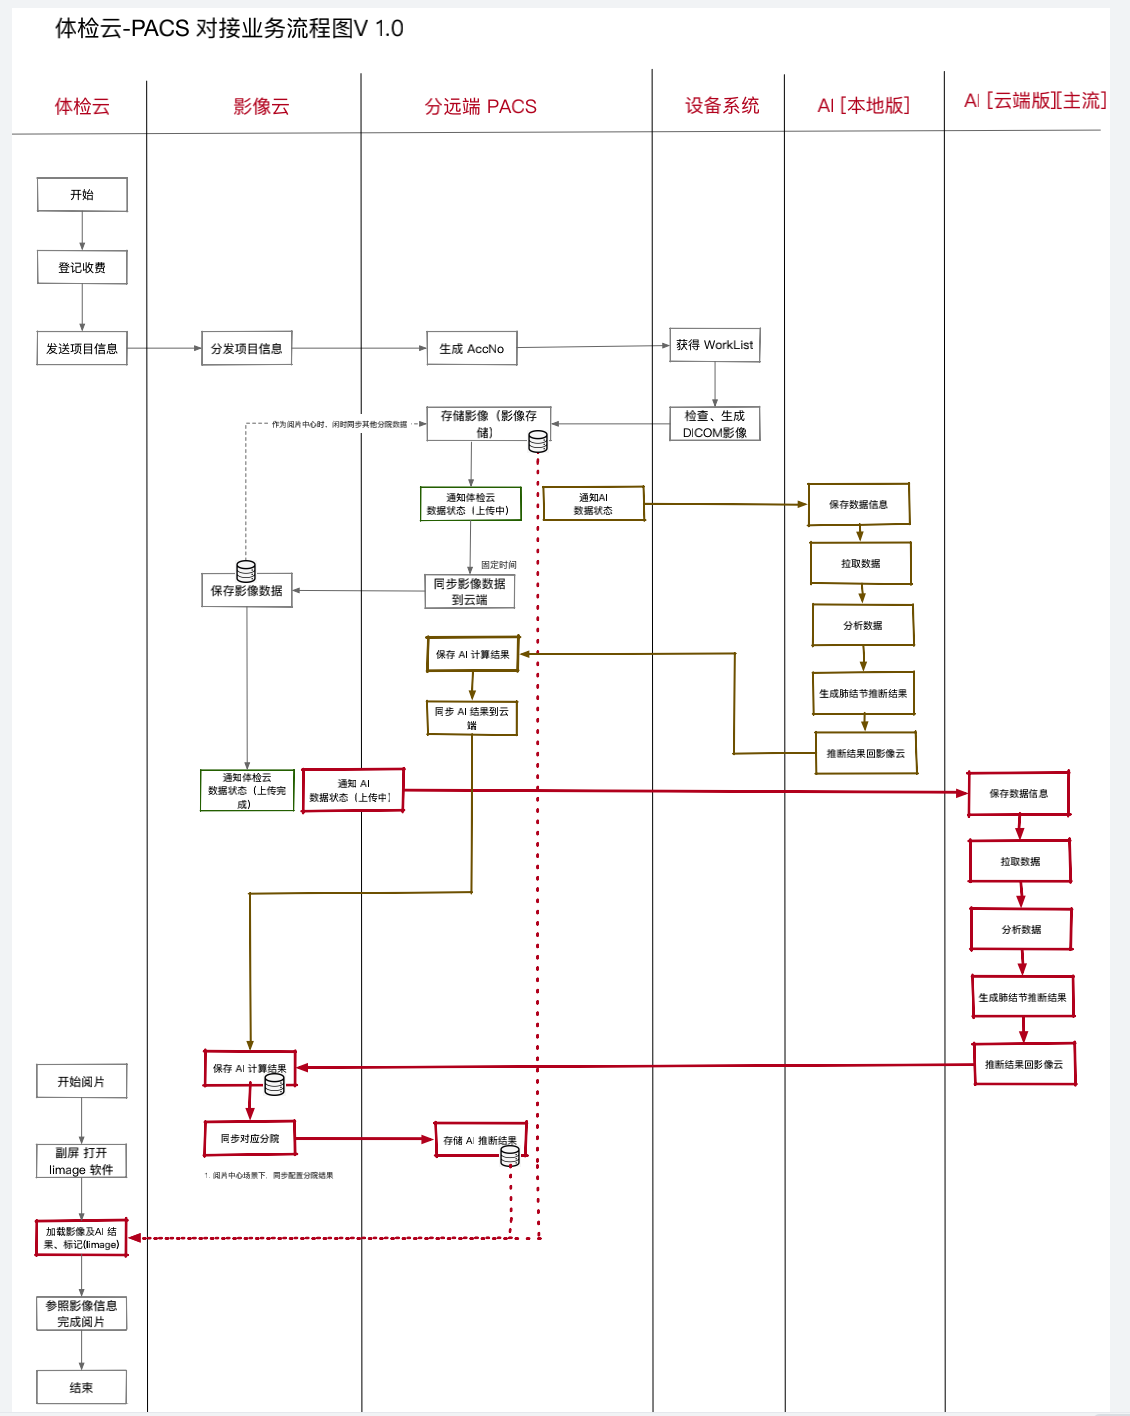 体检云-PACS 对接业务流程图V 1.0
体检云
影像云
分远端 PACS
设备系统
AI [本地版]
AI [云端版][主流]
开始
登记收费
发送项目信息
分发项目信息
生成 AccNo
获得 WorkList
存储影像（影像存
储）
检查、生成
DICOM影像
作为阅片中心时，闲时同步其他分院数据
通知体检云
数据状态（上传中）
通知AI
数据状态
保存数据信息
拉取数据
固定时间
保存影像数据
同步影像数据
到云端
分析数据
保存 AI 计算结果
生成肺结节推断结果
同步 AI 结果到云
端
推断结果回影像云
通知体检云
数据状态（上传完
成）
通知 AI
数据状态（上传中）
保存数据信息
拉取数据
分析数据
生成肺结节推断结果
推断结果回影像云
保存 AI 计算结果
开始阅片
同步对应分院
存储 AI 推断结果
副屏 打开
limage 软件
1. 阅片中心场景下，同步配置分院结果
加载影像及AI 结
果、标记(limage)
参照影像信息
完成阅片
结束